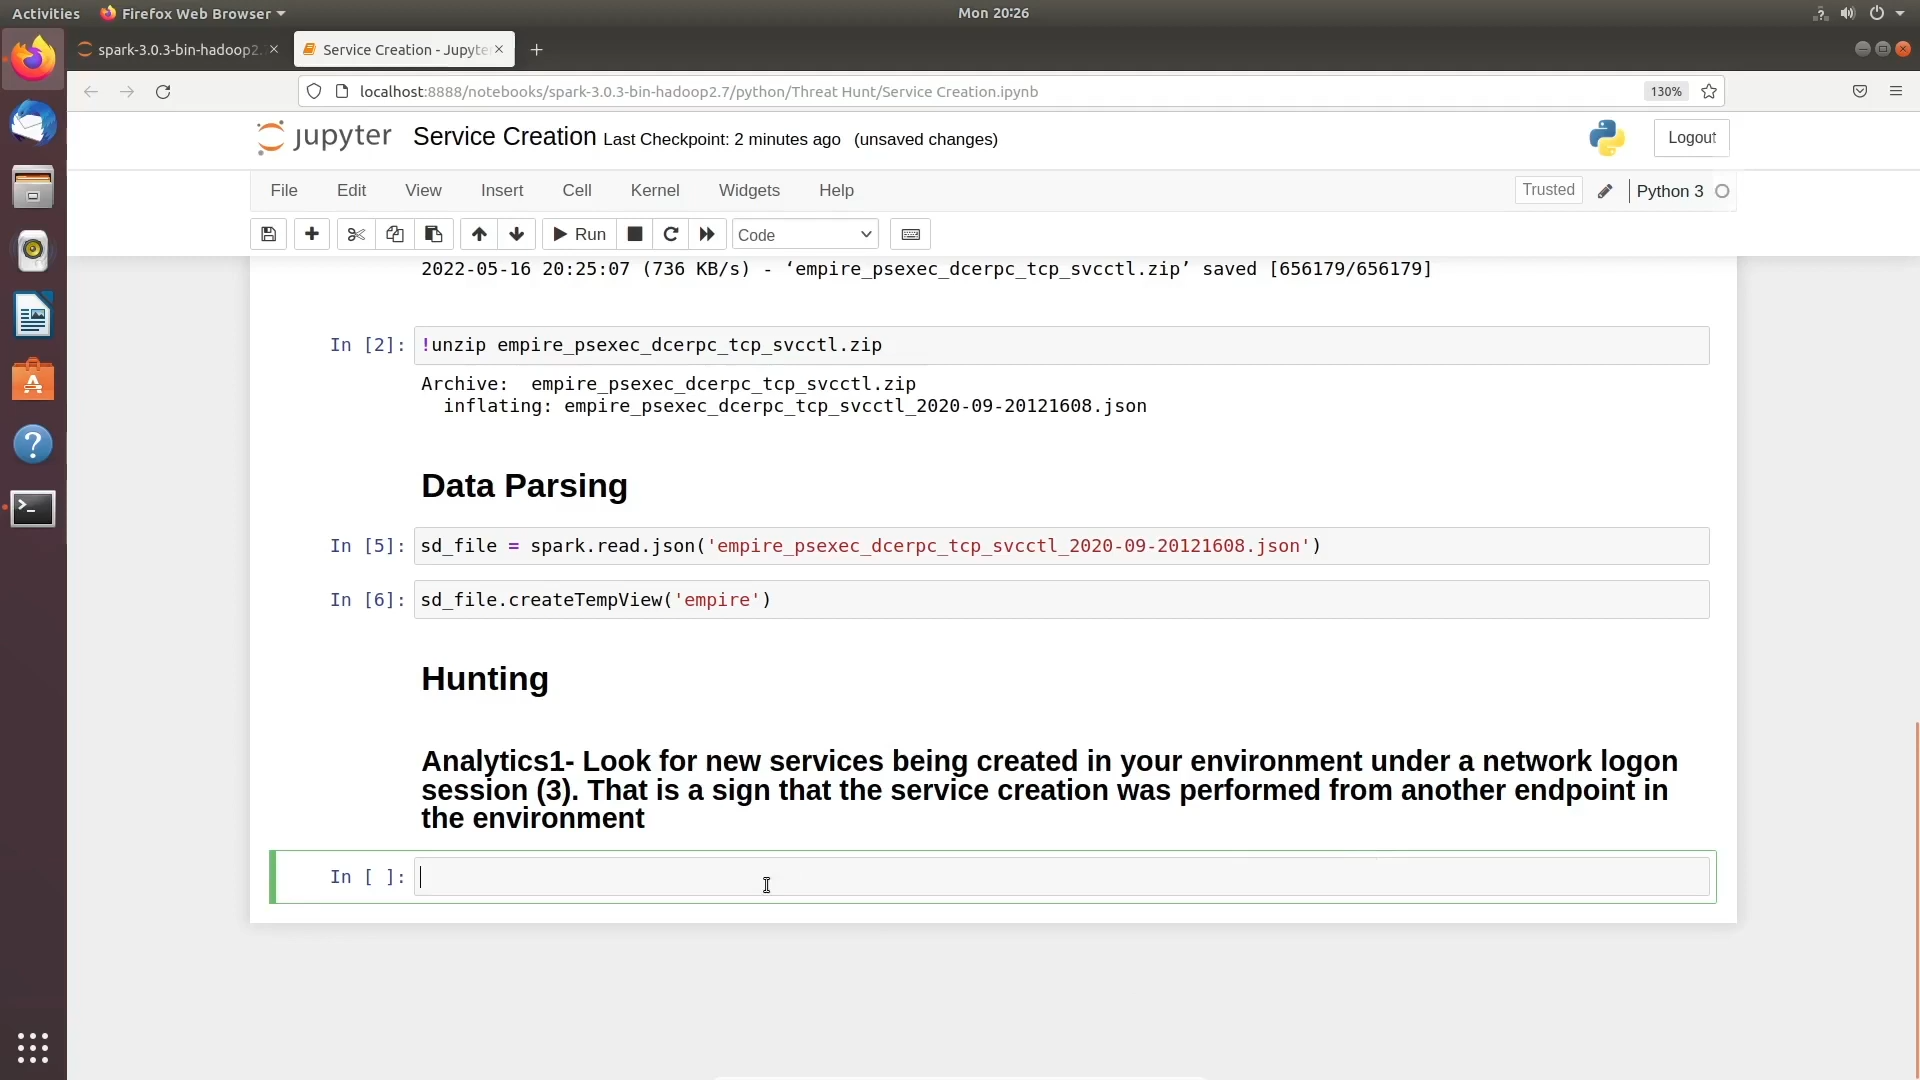 Activities
Firefox Web Browser
Mon 20:26
spark-3.0.3-bin-hadoop2.
Service Creation - Jupyte
localhost:8888/notebooks/spark-3.0.3-bin-hadoop2.7/python/Threat Hunt/Service Creation.ipynb
130%
jupyter
Service Creation
Last Checkpoint: 2 minutes ago
(unsaved changes)
Logout
File
Edit
View
Insert
Cell
Kernel
Widgets
Help
Trusted
Python 3
Run
Code
2022-05-16 20:25:07 (736 KB/s) - ‘empire_psexec_dcerpc_tcp_svcctl.zip’ saved [656179/656179]
In [2]: !unzip empire_psexec_dcerpc_tcp_svcctl.zip
Archive:  empire_psexec_dcerpc_tcp_svcctl.zip
inflating: empire_psexec_dcerpc_tcp_svcctl_2020-09-20121608.json
Data Parsing
In [5]: sd_file = spark.read.json('empire_psexec_dcerpc_tcp_svcctl_2020-09-20121608.json')
In [6]: sd_file.createTempView('empire')
Hunting
Analytics1- Look for new services being created in your environment under a network logon
session (3). That is a sign that the service creation was performed from another endpoint in
the environment
In [ ]: